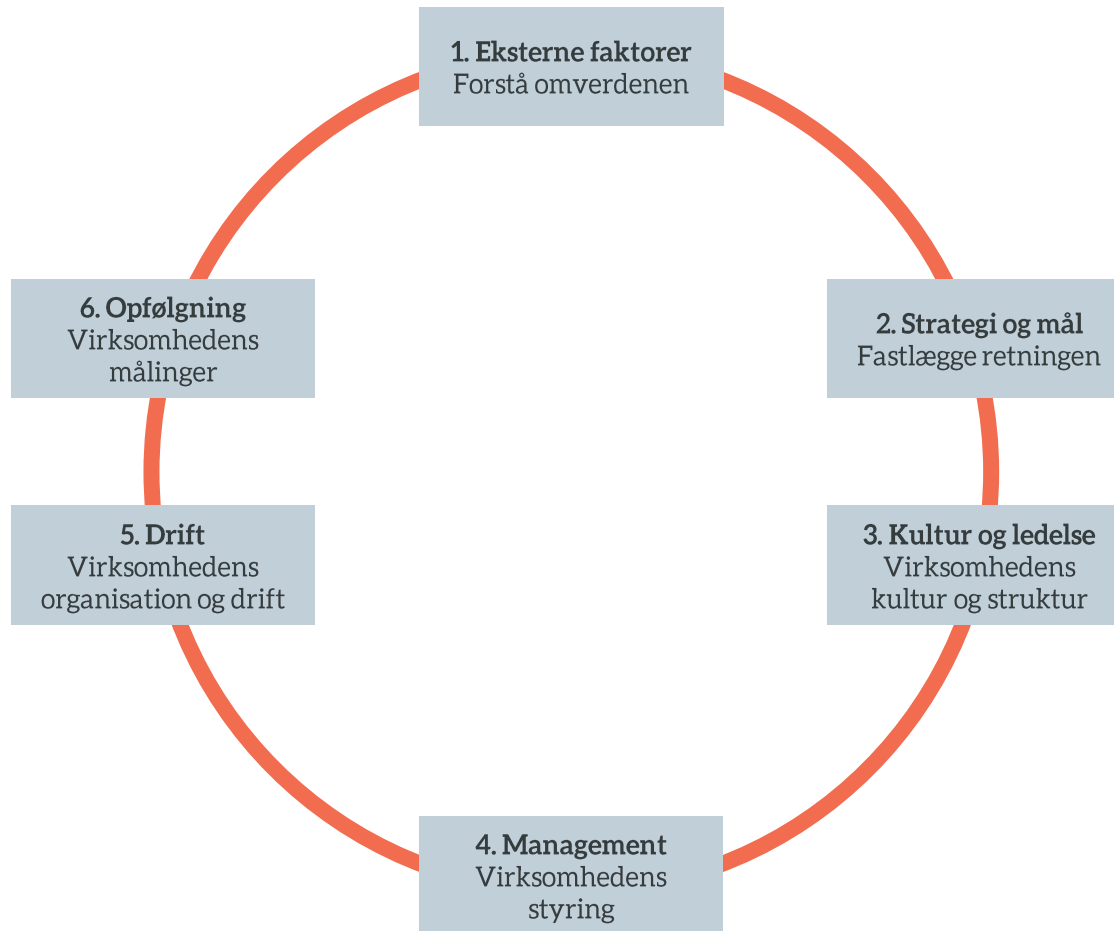 1. Eksterne faktorer
Forstå omverdenen
2. Strategi og mål
Fastlægge retningen
3. Kultur og ledelse
Virksomhedens
kultur og struktur
4. Management
Virksomhedens
styring
5. Drift
Virksomhedens
organisation og drift
6. Opfølgning
Virksomhedens
målinger